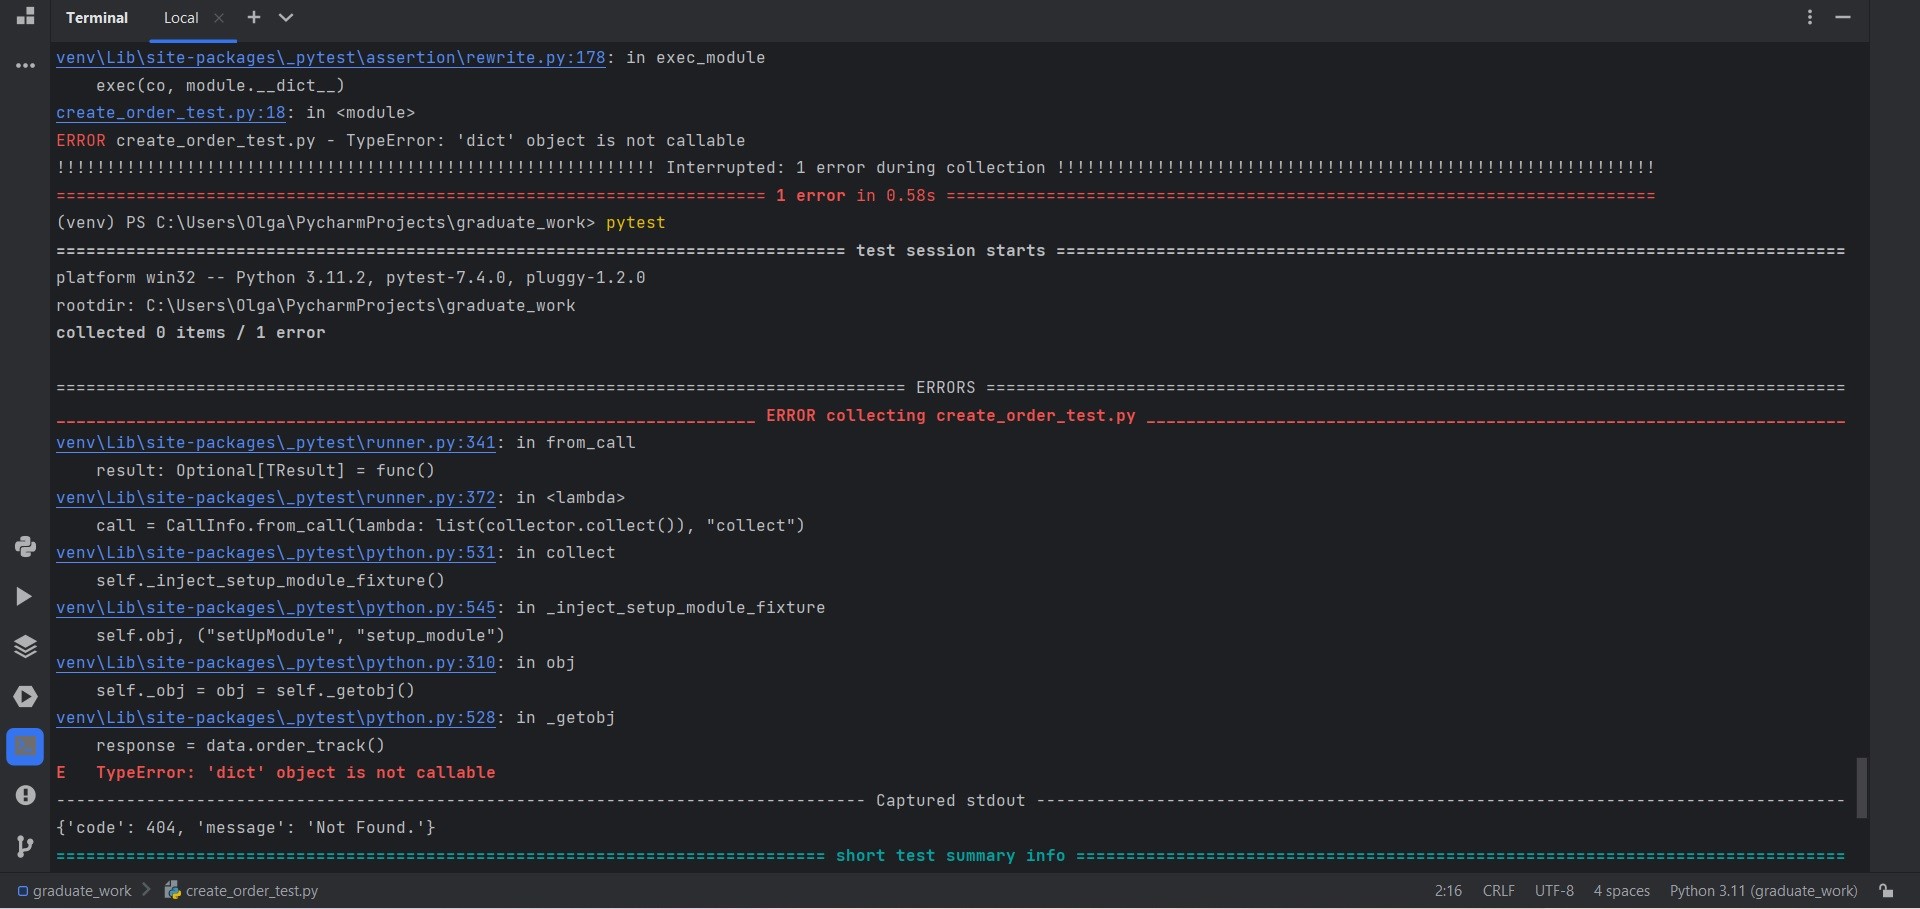 Terminal Local
venv\Lib\site-packages\_pytest\assertion\rewrite.py:178: in exec_module
    exec(co, module.__dict__)
create_order_test.py:18: in <module>
ERROR create_order_test.py - TypeError: 'dict' object is not callable
!!!!!!!!!!!!!!!!!!!!!!!!!!!!!!!!!!!!!!!!!!!!!!!!!!!!!!!!!!!! Interrupted: 1 error during collection !!!!!!!!!!!!!!!!!!!!!!!!!!!!!!!!!!!!!!!!!!!!!!!!!!!!!!!!!!!!
======================================================================= 1 error in 0.58s =======================================================================
(venv) PS C:\Users\Olga\PycharmProjects\graduate_work> pytest
=============================================================================== test session starts ===============================================================================
platform win32 -- Python 3.11.2, pytest-7.4.0, pluggy-1.2.0
rootdir: C:\Users\Olga\PycharmProjects\graduate_work
collected 0 items / 1 error
===================================================================================== ERRORS ======================================================================================
______________________________________________________________________ ERROR collecting create_order_test.py ______________________________________________________________________
venv\Lib\site-packages\_pytest\runner.py:341: in from_call
    result: Optional[TResult] = func()
venv\Lib\site-packages\_pytest\runner.py:372: in <lambda>
    call = CallInfo.from_call(lambda: list(collector.collect()), "collect")
venv\Lib\site-packages\_pytest\python.py:531: in collect
    self._inject_setup_module_fixture()
venv\Lib\site-packages\_pytest\python.py:545: in _inject_setup_module_fixture
    self.obj, ("setUpModule", "setup_module")
venv\Lib\site-packages\_pytest\python.py:310: in obj
    self._obj = obj = self._getobj()
venv\Lib\site-packages\_pytest\python.py:528: in _getobj
    response = data.order_track()
E   TypeError: 'dict' object is not callable
--------------------------------------------------------------------------------- Captured stdout ---------------------------------------------------------------------------------
{'code': 404, 'message': 'Not Found.'}
============================================================================= short test summary info =============================================================================
graduate_work > create_order_test.py 2:16 CRLF UTF-8 4 spaces Python 3.11 (graduate_work)